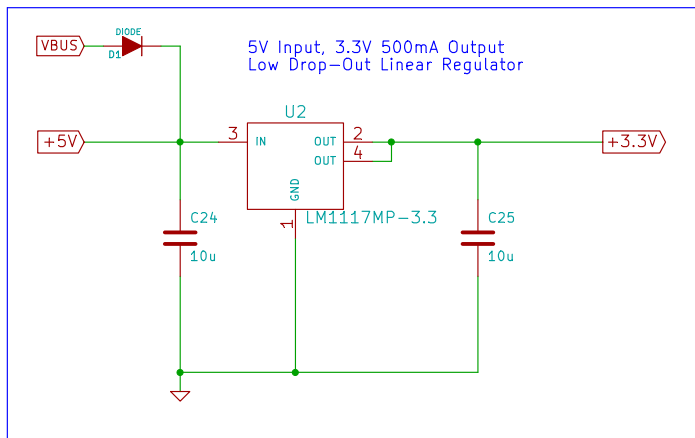 DIODE
VBUS
D1
5V Input, 3.3V 500mA Output
Low Drop-Out Linear Regulator
U2
+5V
3
IN
OUT
2
OUT
4
+3.3V
GND
1
LM1117MP-3.3
C24
10u
C25
10u